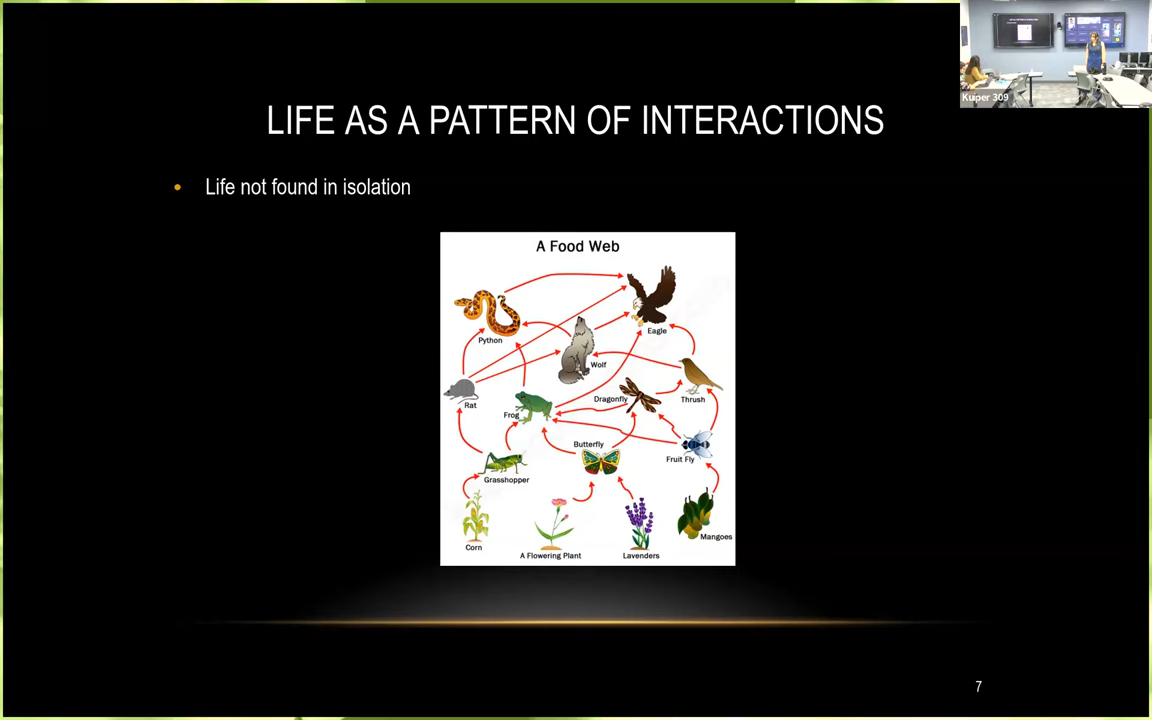 LIFE AS A PATTERN OF INTERACTIONS
• Life not found in isolation
A Food Web
Eagle
Python
Wolf
Thrush
Rat
Dragonfly
Frog
Butterfly
Fruit Fly
Grasshopper
Corn
A Flowering Plant
Lavenders
Mangoes
7
Kuiper 309